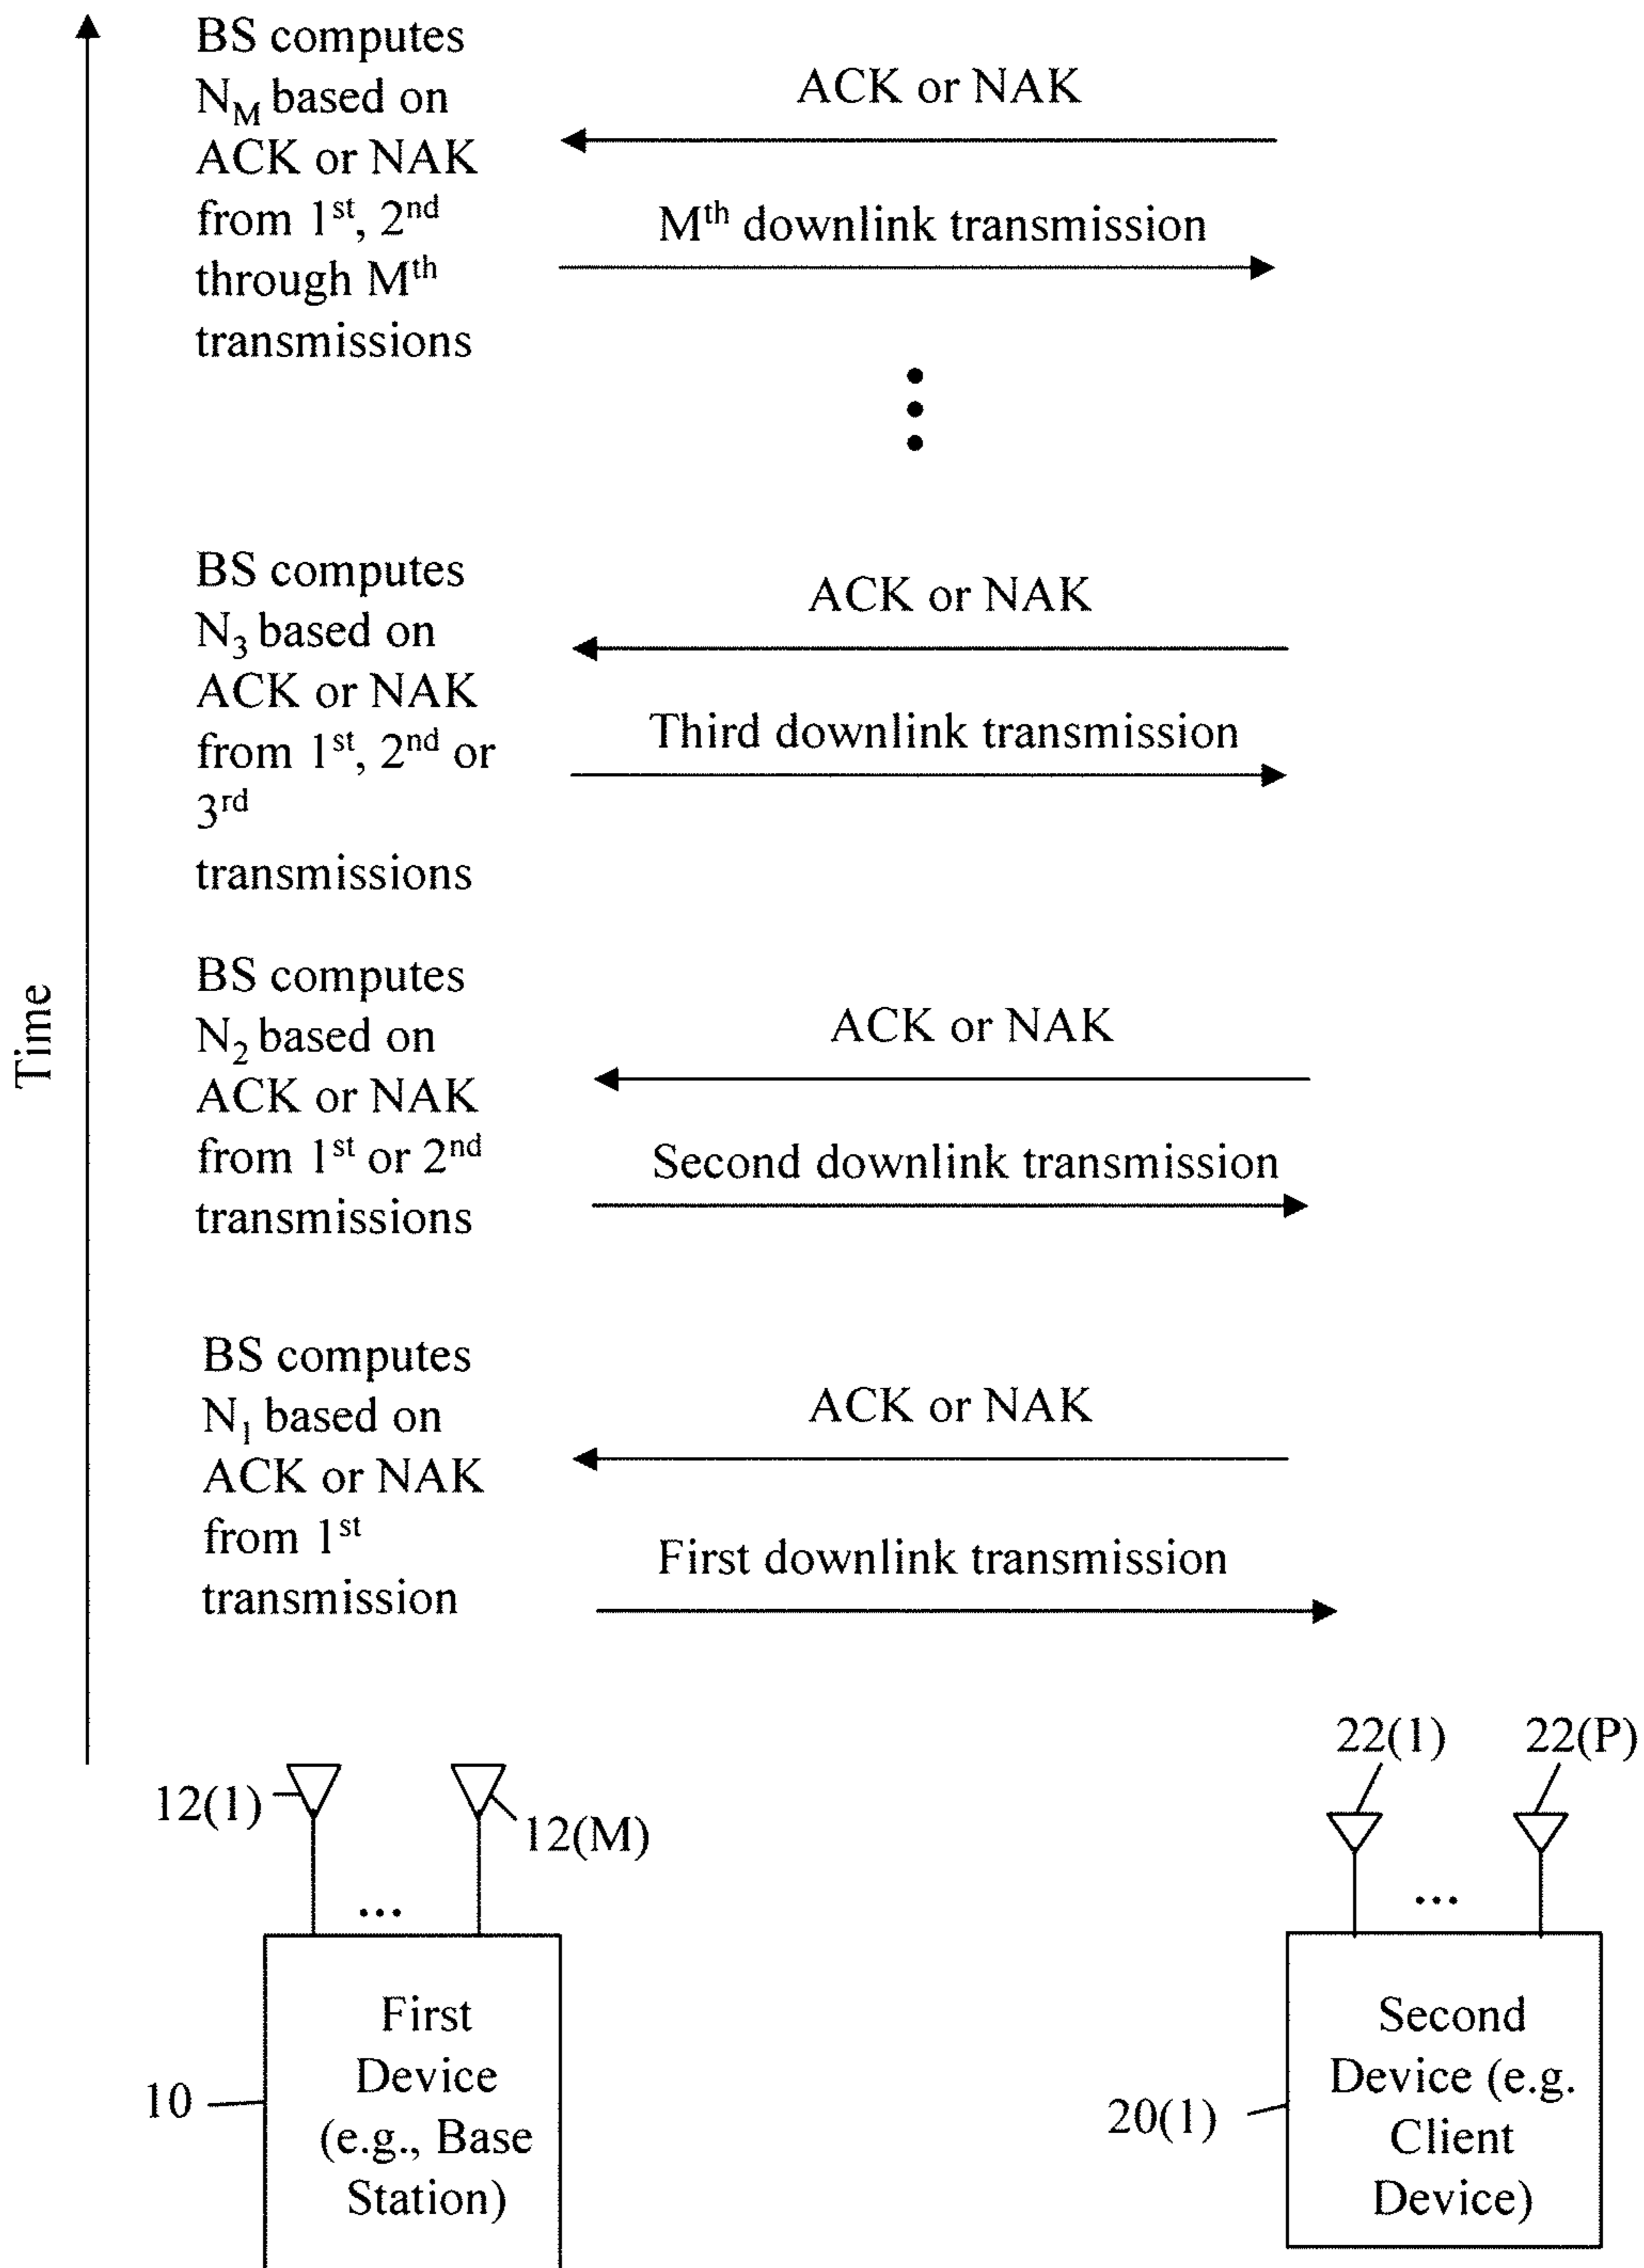 BS computes
N_M based on
ACK or NAK
from 1st, 2nd
through Mth
transmissions
ACK or NAK
Mth downlink transmission
BS computes
N_3 based on
ACK or NAK
from 1st, 2nd or
3rd
transmissions
ACK or NAK
Third downlink transmission
Time
BS computes
N_2 based on
ACK or NAK
from 1st or 2nd
transmissions
ACK or NAK
Second downlink transmission
BS computes
N_1 based on
ACK or NAK
from 1st
transmission
ACK or NAK
First downlink transmission
12(1)
12(M)
...
22(1)
22(P)
...
10
First
Device
(e.g., Base
Station)
20(1)
Second
Device (e.g.
Client
Device)